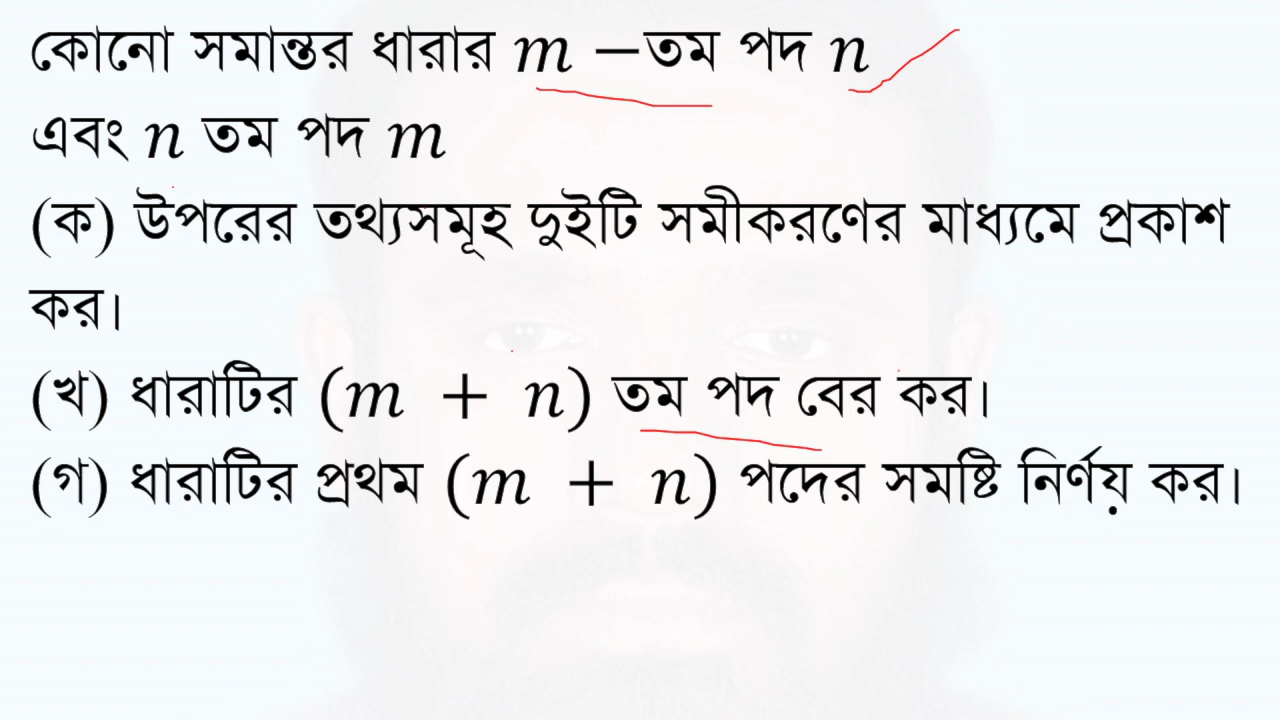 কোনো সমান্তর ধারার m −তম পদ n
এবং n তম পদ m
(ক) উপরের তথ্যসমূহ দুইটি সমীকরণের মাধ্যমে প্রকাশ
কর।
(খ) ধারাটির (m + n) তম পদ বের কর।
(গ) ধারাটির প্রথম (m + n) পদের সমষ্টি নির্ণয় কর।